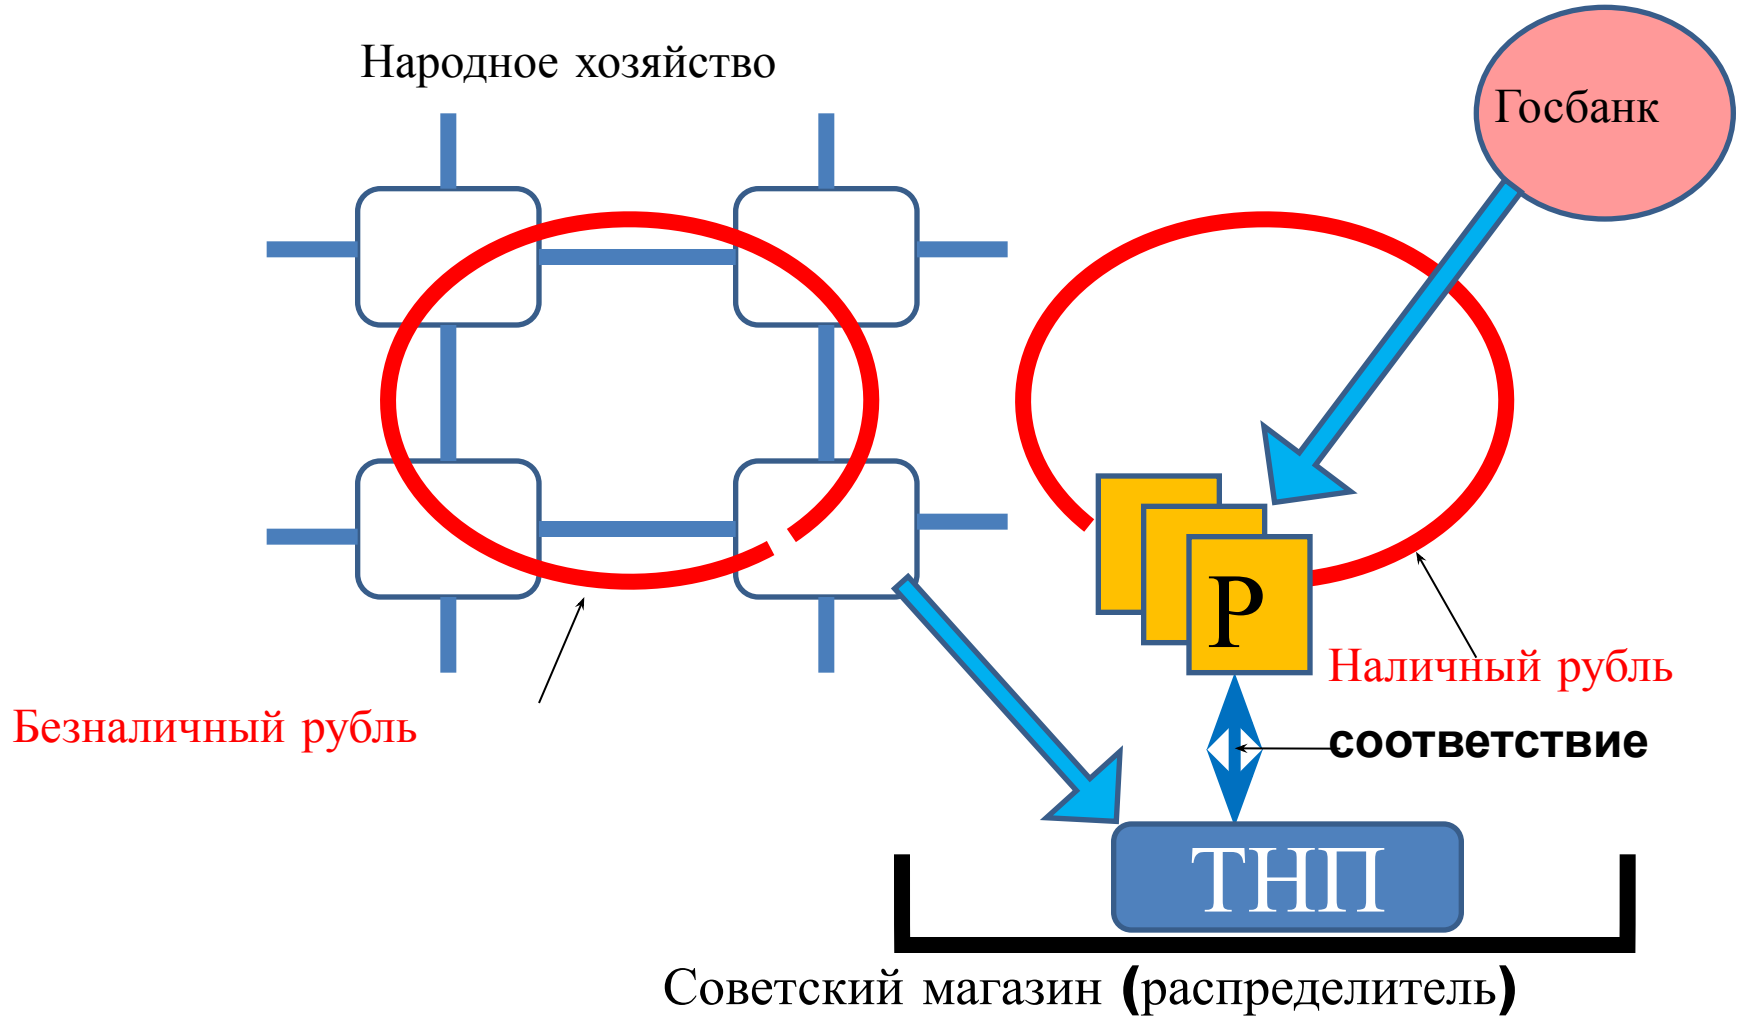 Народное хозяйство
Госбанк
Р
Наличный рубль
Безналичный рубль
соответствие
ТНП
Советский магазин (распределитель)